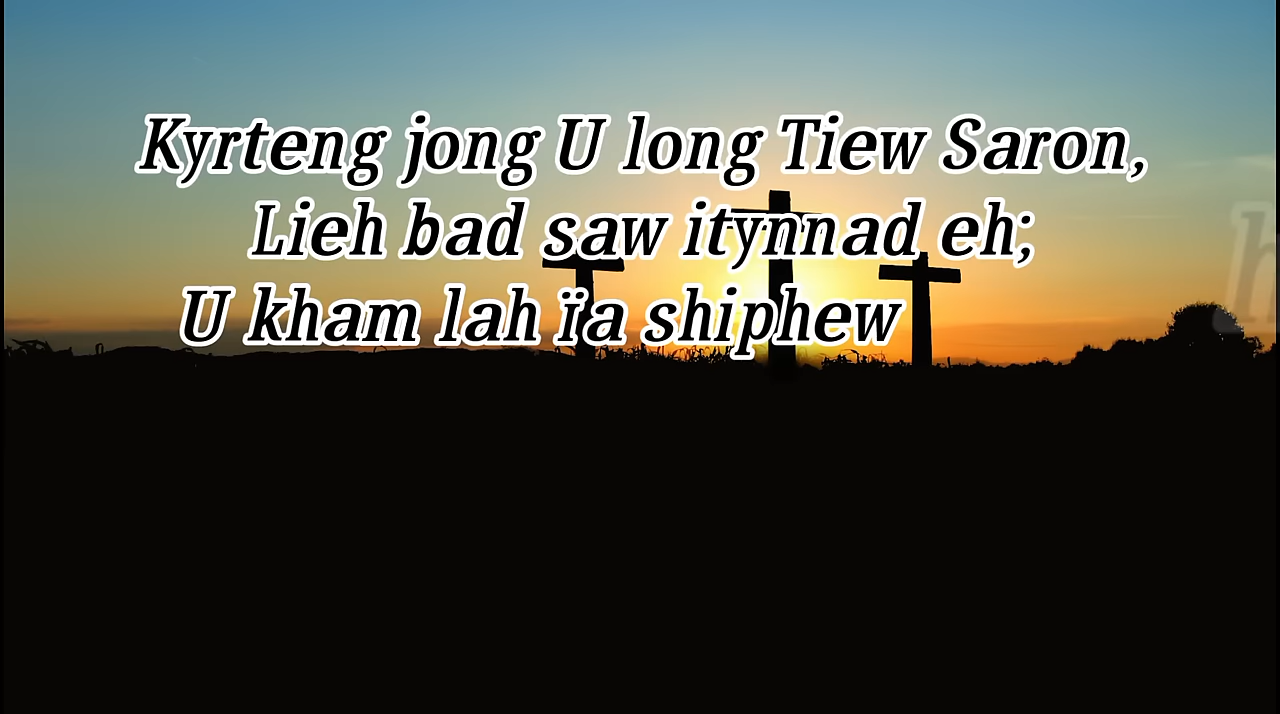 Kyrteng jong U long Tiew Saron,
Lieh bad saw itynnad eh;
U kham lah ïa shiphew